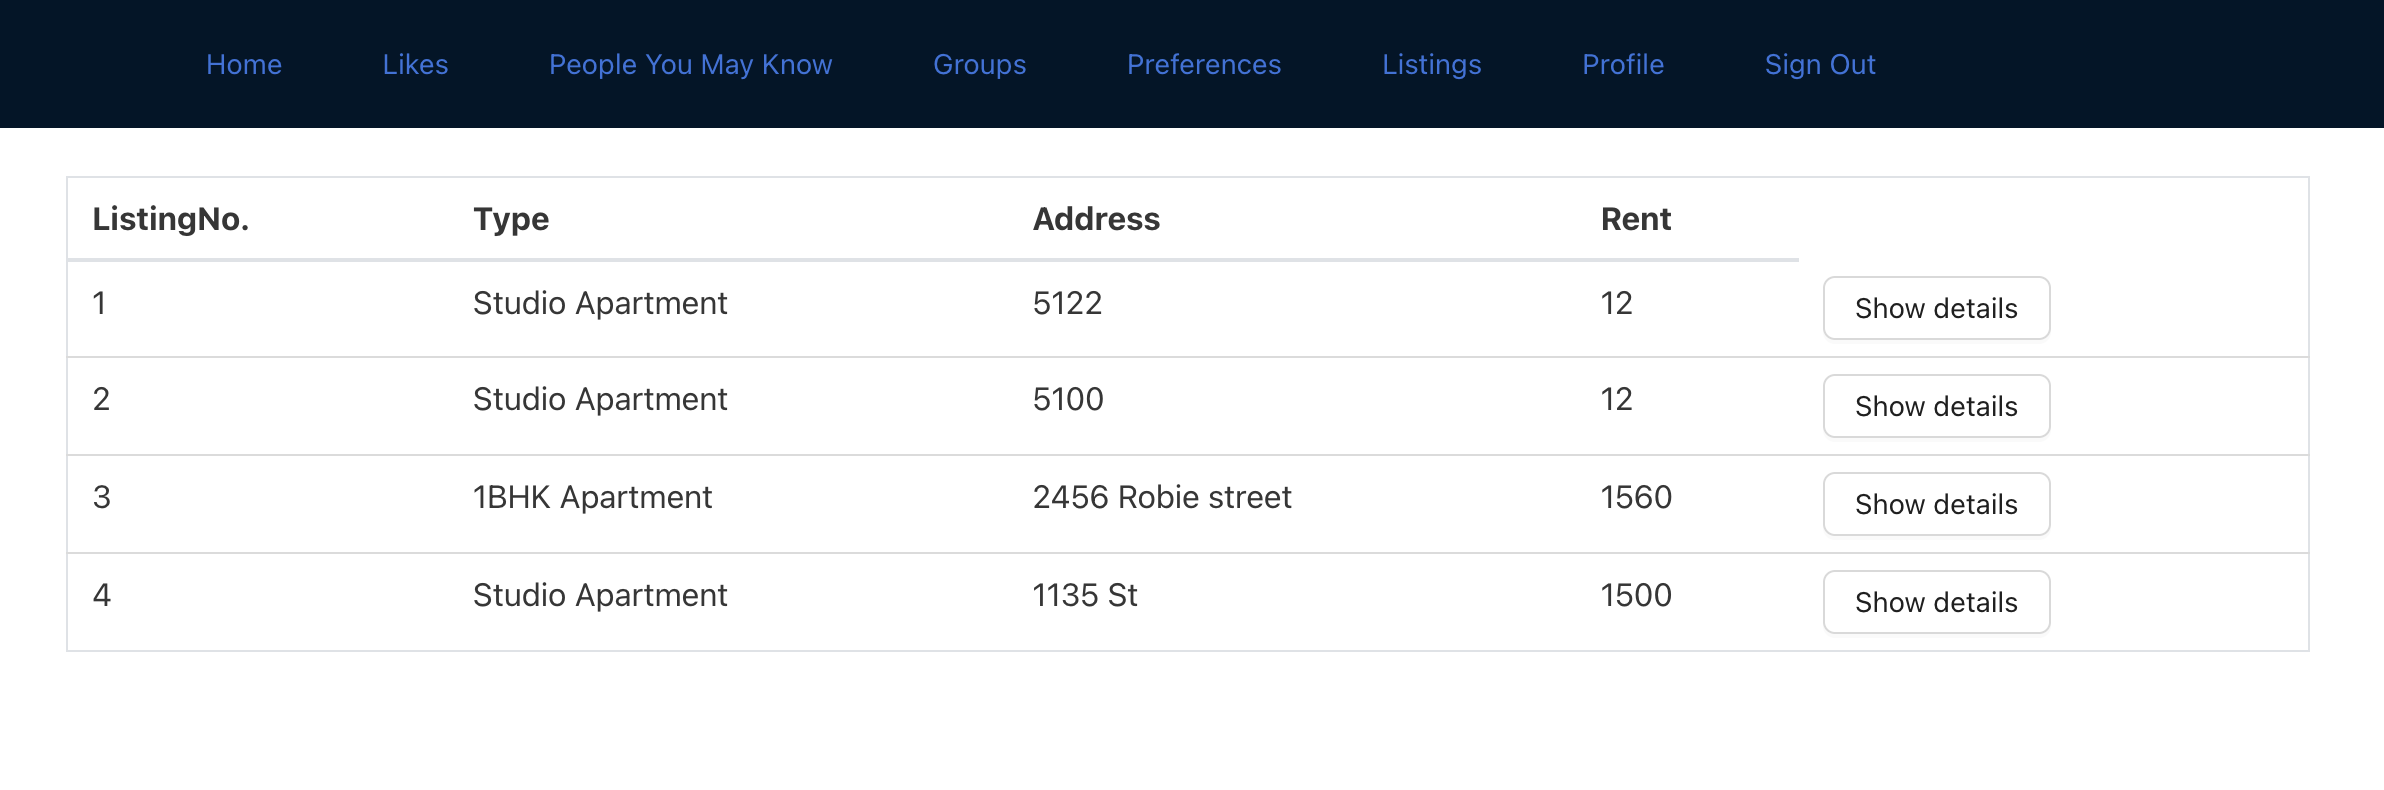 Home Likes People You May Know Groups Preferences Listings Profile Sign Out
ListingNo. Type Address Rent
1 Studio Apartment 5122 12 Show details
2 Studio Apartment 5100 12 Show details
3 1BHK Apartment 2456 Robie street 1560 Show details
4 Studio Apartment 1135 St 1500 Show details